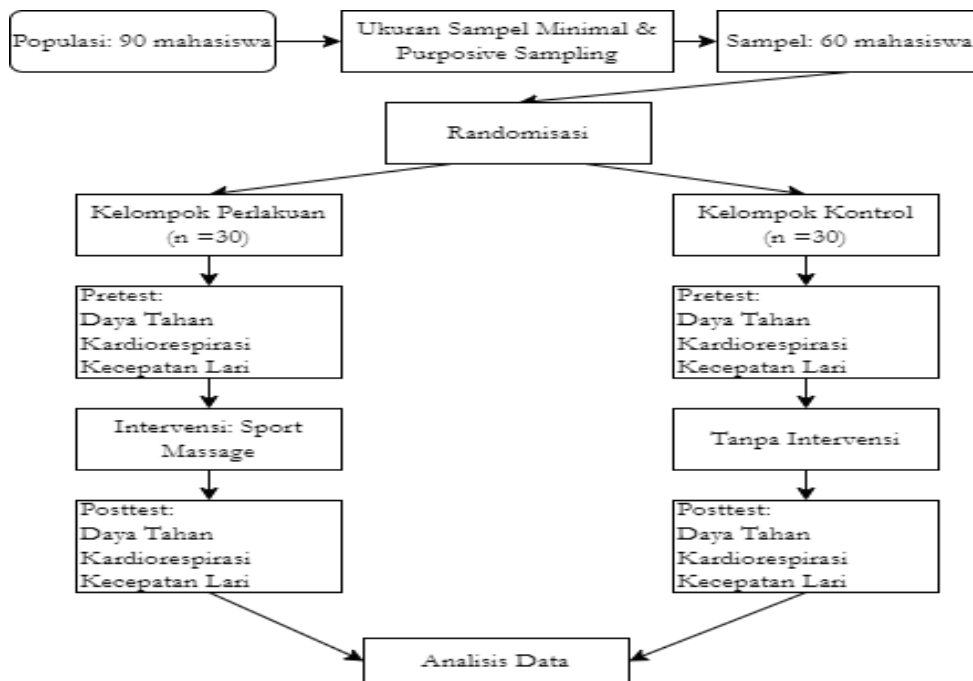 Populasi: 90 mahasiswa
Ukuran Sampel Minimal &
Purposive Sampling
Sampel: 60 mahasiswa
Randomisasi
Kelompok Perlakuan
(n =30)
Kelompok Kontrol
(n =30)
Pretest:
Daya Tahan
Kardiorespirasi
Kecepatan Lari
Pretest:
Daya Tahan
Kardiorespirasi
Kecepatan Lari
Intervensi: Sport
Massage
Tanpa Intervensi
Posttest:
Daya Tahan
Kardiorespirasi
Kecepatan Lari
Posttest:
Daya Tahan
Kardiorespirasi
Kecepatan Lari
Analisis Data